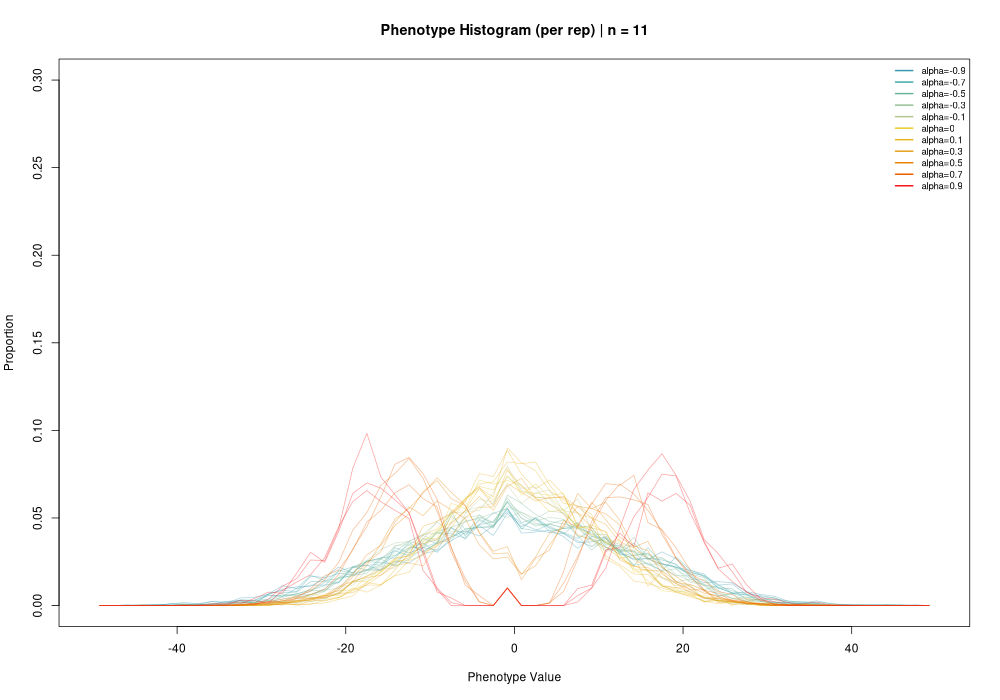 Phenotype Histogram (per rep) | n = 11
0.30
0.25
0.20
0.15
0.10
0.05
0.00
Proportion
alpha=-0.9
alpha=-0.7
alpha=-0.5
alpha=-0.3
alpha=-0.1
alpha=0
alpha=0.1
alpha=0.3
alpha=0.5
alpha=0.7
alpha=0.9
-40 -20 0 20 40
Phenotype Value